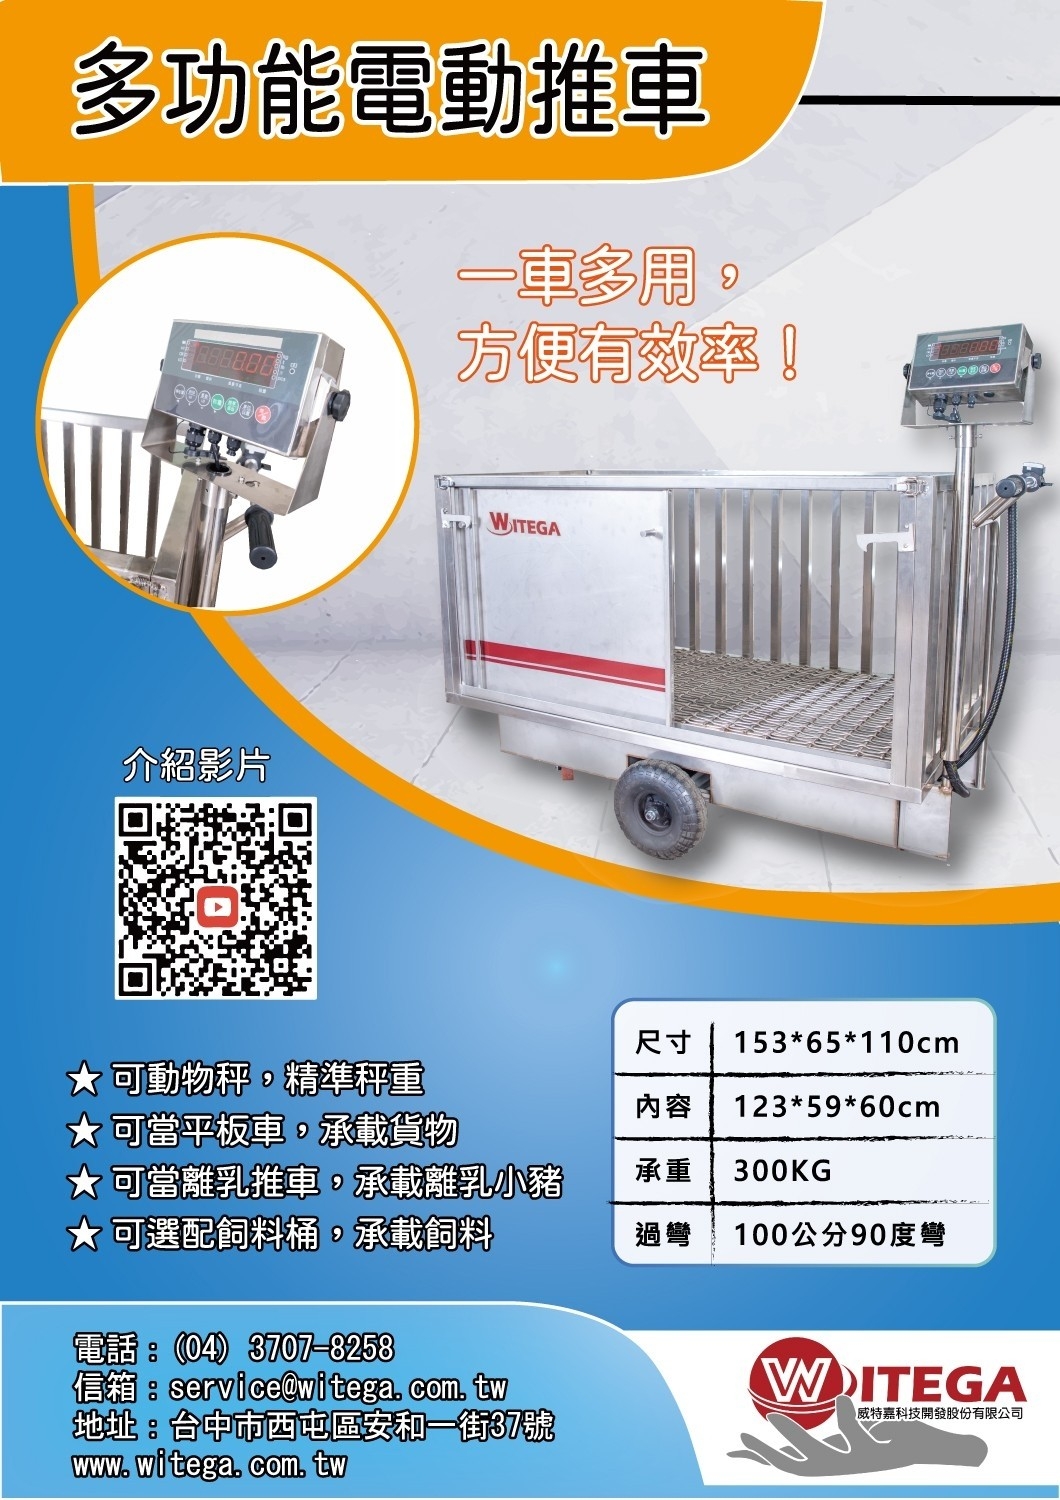 多功能電動推車
一車多用，
方便有效率！
WITEGA
介紹影片
★ 可動物秤，精準秤重
★ 可當平板車，承載貨物
★ 可當離乳推車，承載離乳小豬
★ 可選配飼料桶，承載飼料
尺寸 153*65*110cm
內容 123*59*60cm
承重 300KG
過彎 100公分90度彎
電話：(04) 3707-8258
信箱：service@witega.com.tw
地址：台中市西屯區安和一街37號
www.witega.com.tw
WITEGA
威特嘉科技開發股份有限公司